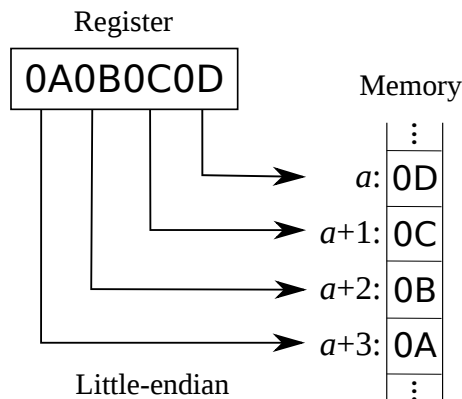 Register
0A0B0C0D
Memory
⋮
a: 0D
a+1: 0C
a+2: 0B
a+3: 0A
⋮
Little-endian